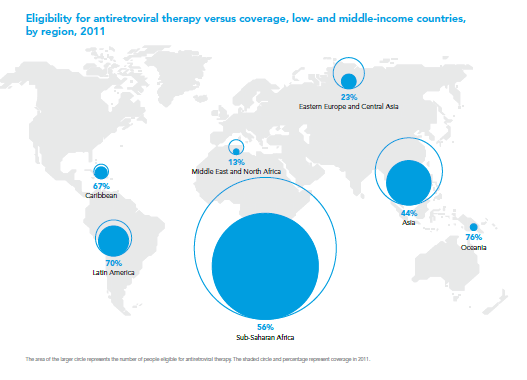 Eligibility for antiretroviral therapy versus coverage, low- and middle-income countries,
by region, 2011
23%
Eastern Europe and Central Asia
13%
Middle East and North Africa
67%
Caribbean
44%
Asia
76%
Oceania
70%
Latin America
56%
Sub-Saharan Africa
The area of the larger circle represents the number of people eligible for antiretroviral therapy. The shaded circle and percentage represent coverage in 2011.